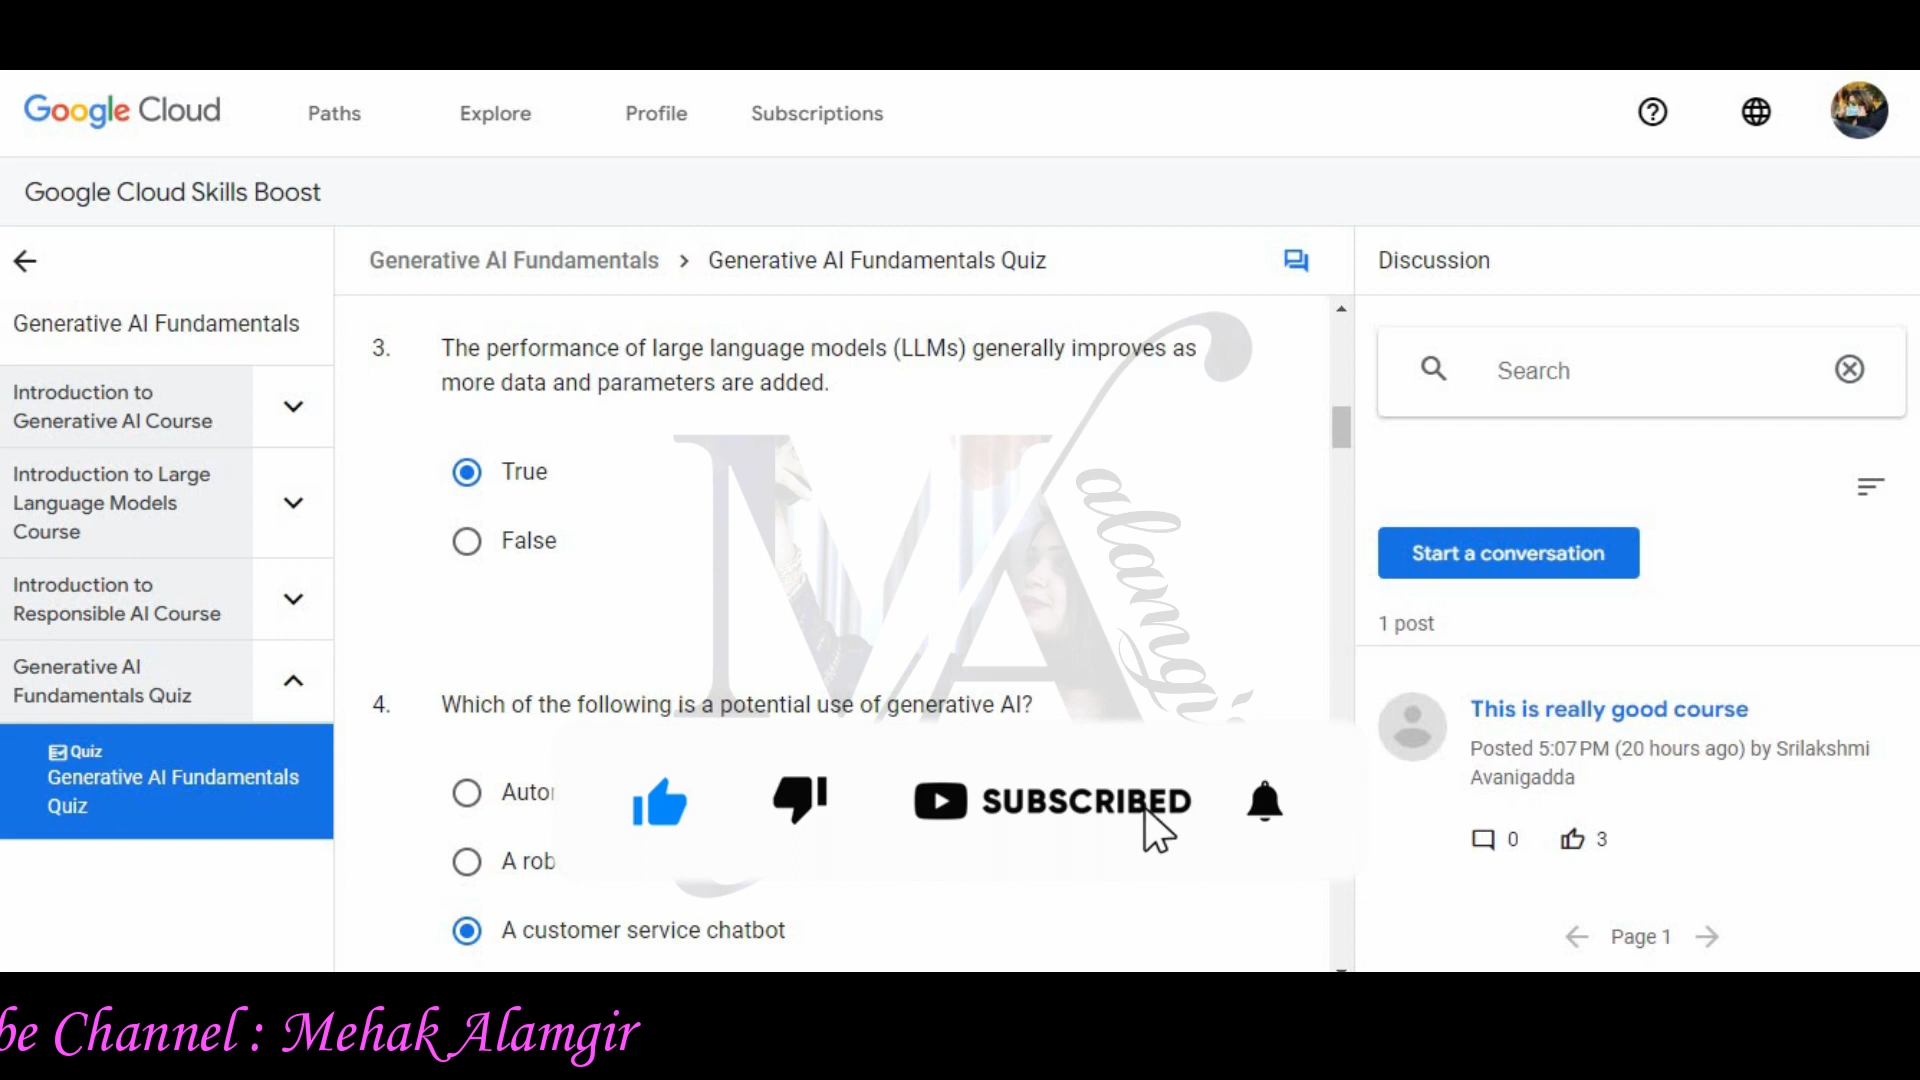 Google Cloud
Paths
Explore
Profile
Subscriptions
Google Cloud Skills Boost
Generative AI Fundamentals
Introduction to
Generative AI Course
Introduction to Large
Language Models
Course
Introduction to
Responsible AI Course
Generative AI
Fundamentals Quiz
Quiz
Generative AI Fundamentals
Quiz
Generative AI Fundamentals > Generative AI Fundamentals Quiz
3. The performance of large language models (LLMs) generally improves as
more data and parameters are added.
True
False
4. Which of the following is a potential use of generative AI?
A rob
A customer service chatbot
SUBSCRIBED
MA
alamgir
Discussion
Search
Start a conversation
1 post
This is really good course
Posted 5:07 PM (20 hours ago) by Srilakshmi
Avanigadda
0
3
Page 1
be Channel : Mehak Alamgir